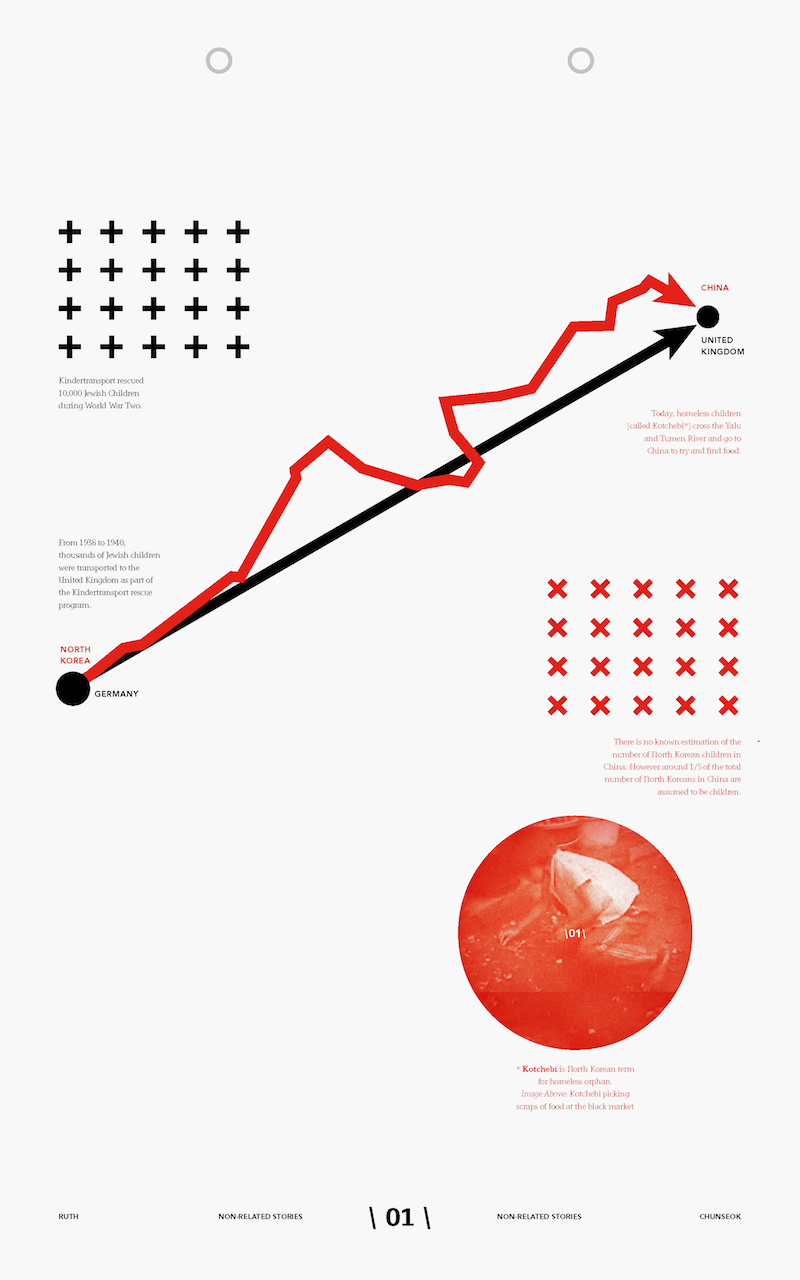 CHINA
UNITED
KINGDOM
Kindertransport rescued
10,000 Jewish Children
during World War Two.
Today, homeless children
(called Kotchebi*) cross the Yalu
and Tumen River and go to
China to try and find food.
From 1938 to 1940,
thousands of Jewish children
were transported to the
United Kingdom as part of
the Kindertransport rescue
program.
NORTH
KOREA
GERMANY
There is no known estimation of the
number of North Korean children in
China. However around 1/5 of the total
number of North Koreans in China are
assumed to be children.
\01\
* Kotchebi is North Korean term
for homeless orphan.
Image Above: Kotchebi picking
scraps of food at the black market
RUTH
NON-RELATED STORIES
\ 01 \
NON-RELATED STORIES
CHUNSEOK